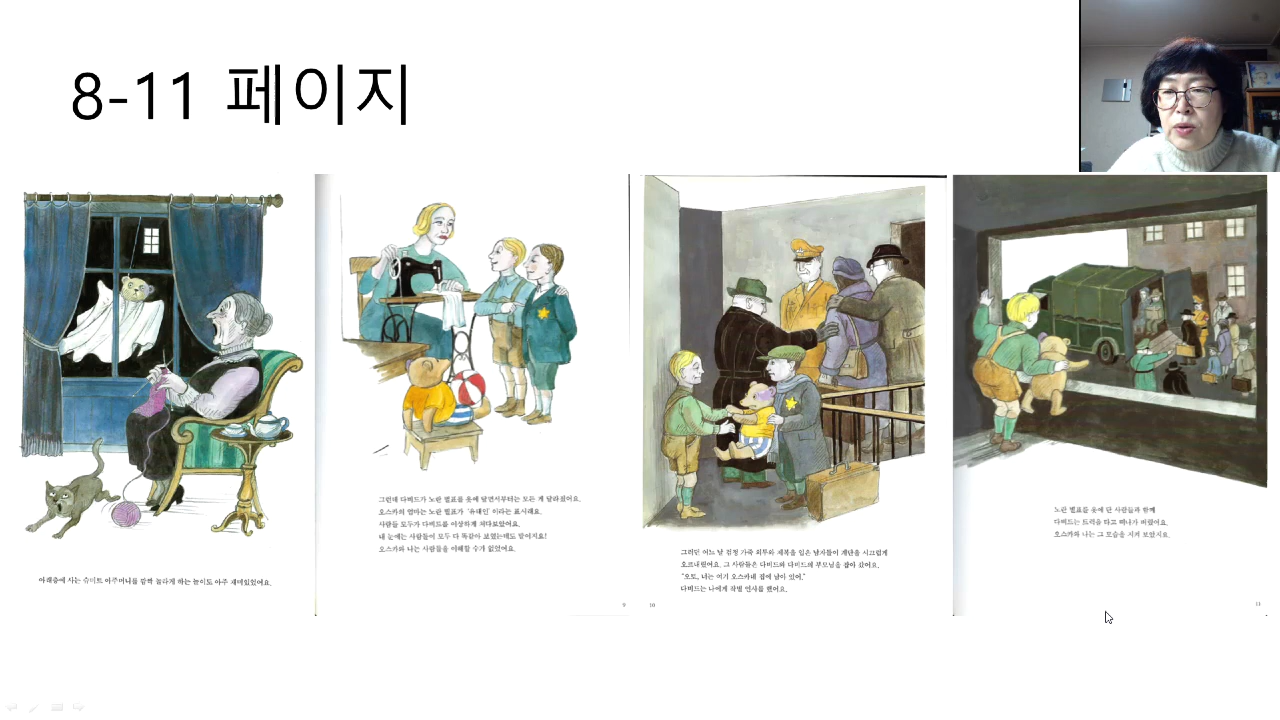 8-11 페이지
아래층에 사는 슈미트 아주머니를 깜짝 놀라게 하는 놀이도 아주 재미있었어요.
그런데 다비드가 노란 별표를 옷에 달면서부터는 모든 게 달라졌어요.
오스카의 엄마는 노란 별표가 '유태인' 이라는 표시래요.
사람들 모두가 다비드를 이상하게 쳐다보았어요.
내 눈에는 사람들이 모두 다 똑같아 보였는데도 말이지요!
오스카와 나는 사람들을 이해할 수가 없었어요.
9
그러던 어느 날 검정 가죽 외투와 제복을 입은 남자들이 계단을 시끄럽게
오르내렸어요. 그 사람들은 다비드와 다비드의 부모님을 잡아 갔어요.
"오토, 너는 여기 오스카네 집에 남아 있어."
다비드는 나에게 작별 인사를 했어요.
10
노란 별표를 옷에 단 사람들과 함께
다비드는 트럭을 타고 떠나가 버렸어요.
오스카와 나는 그 모습을 지켜 보았지요.
11